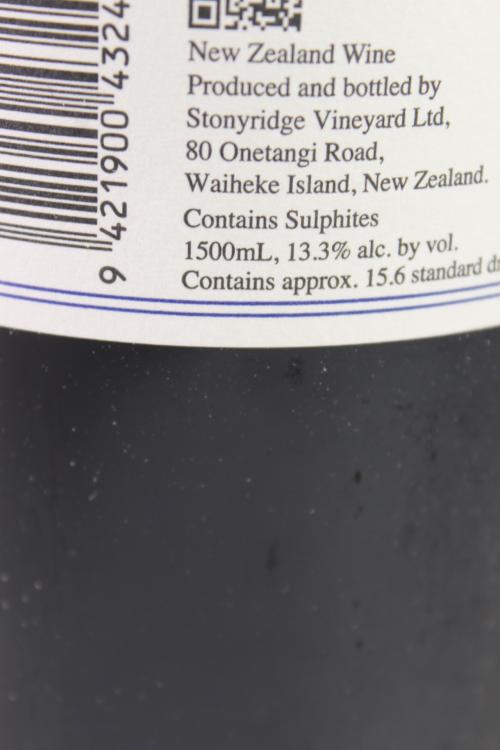 New Zealand Wine
Produced and bottled by
Stonyridge Vineyard Ltd,
80 Onetangi Road,
Waiheke Island, New Zealand.
Contains Sulphites
1500mL, 13.3% alc. by vol.
Contains approx. 15.6 standard
9 421900 4324